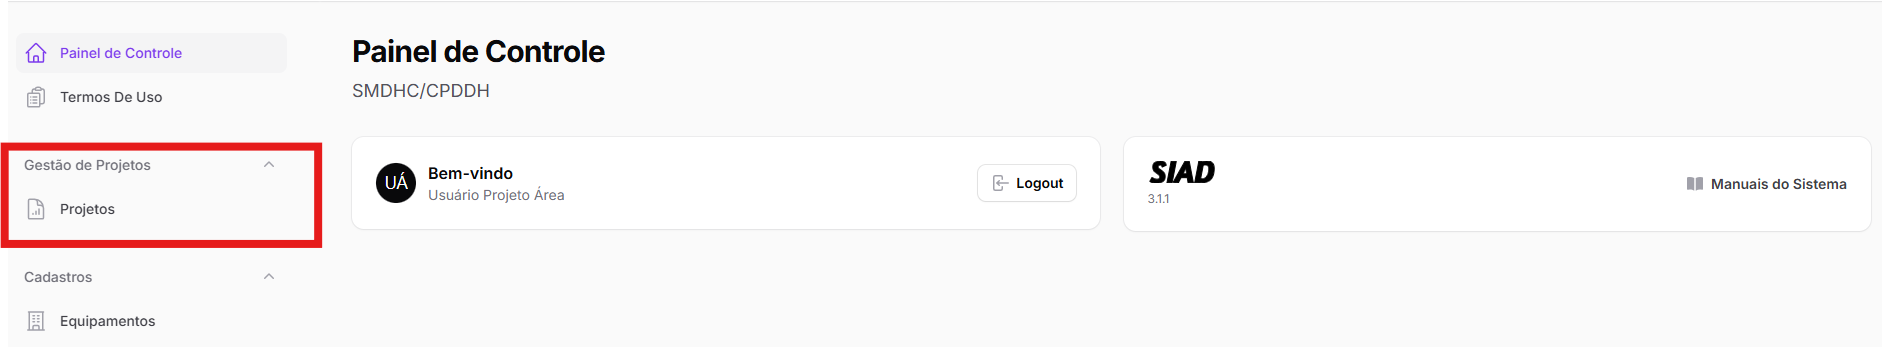 Painel de Controle
Termos De Uso
Gestão de Projetos
Projetos
Cadastros
Equipamentos
Painel de Controle
SMDHC/CPDDH
UÁ
Bem-vindo
Usuário Projeto Área
Logout
SIAD
3.1.1
Manuais do Sistema